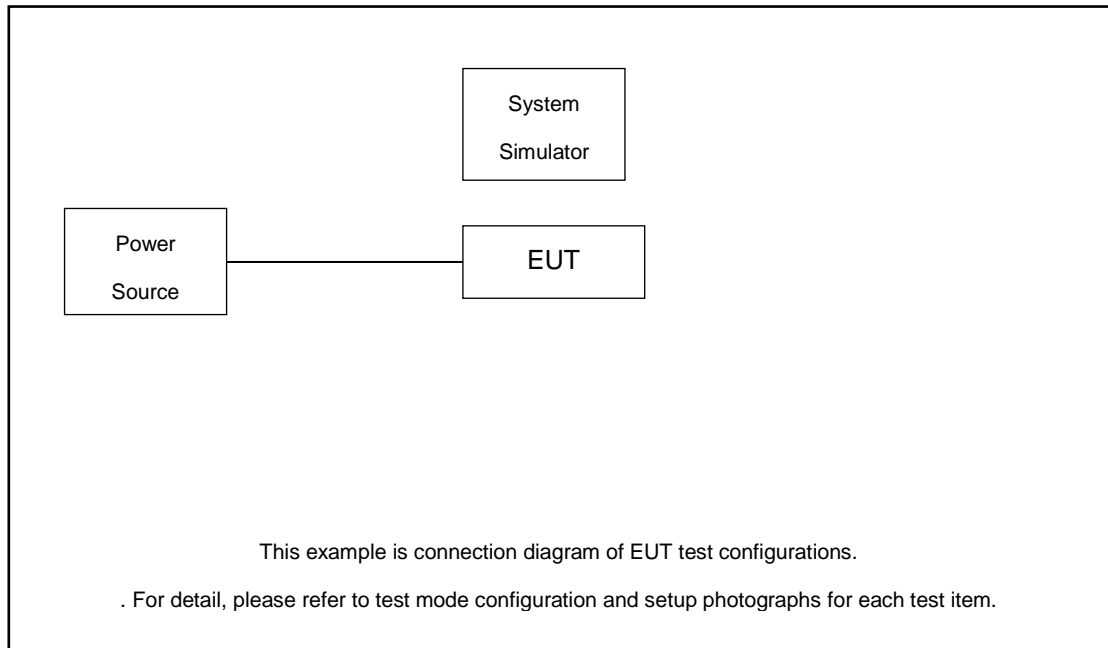 System
Simulator
Power
Source
EUT
This example is connection diagram of EUT test configurations.
. For detail, please refer to test mode configuration and setup photographs for each test item.